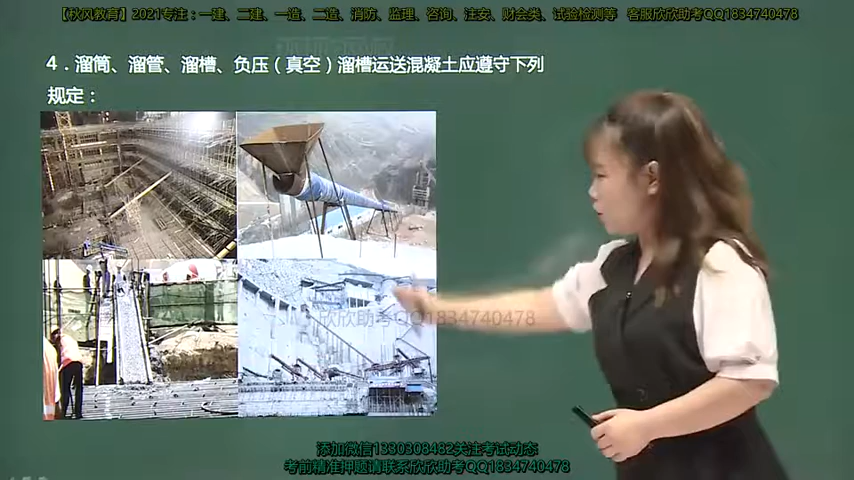 【秋风教育】2021专注：一建、二建、一造、二造、消防、监理、咨询、注安、财会类、试验检测等 客服欣欣助考QQ1834740478
4．溜筒、溜管、溜槽、负压（真空）溜槽运送混凝土应遵守下列
规定：
欣欣助考QQ1834740478
添加微信1330308482关注考试动态
考前精准押题请联系欣欣助考QQ1834740478